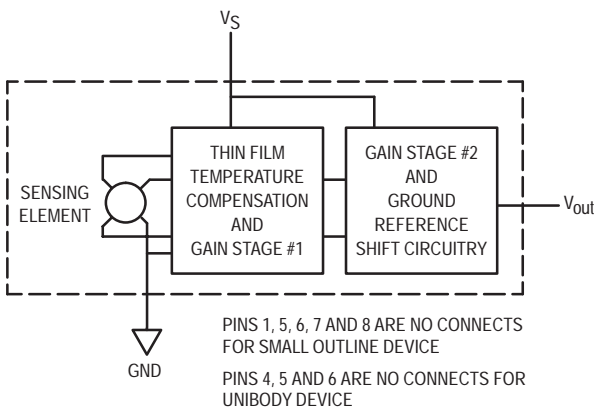 VS
THIN FILM
TEMPERATURE
COMPENSATION
AND
GAIN STAGE #1
GAIN STAGE #2
AND
GROUND
REFERENCE
SHIFT CIRCUITRY
SENSING
ELEMENT
Vout
GND
PINS 1, 5, 6, 7 AND 8 ARE NO CONNECTS
FOR SMALL OUTLINE DEVICE
PINS 4, 5 AND 6 ARE NO CONNECTS FOR
UNIBODY DEVICE